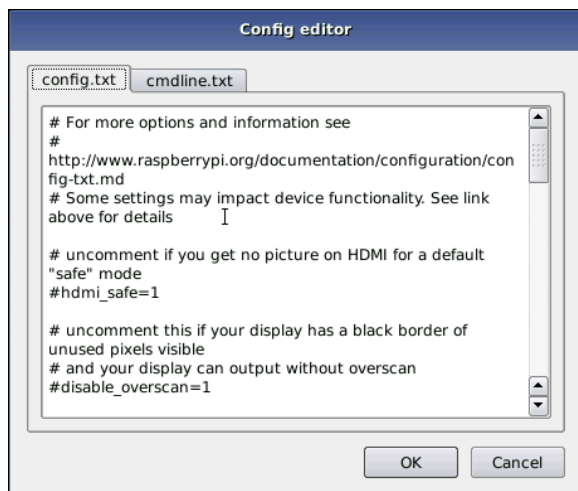 Config editor
config.txt cmdline.txt
# For more options and information see
#
http://www.raspberrypi.org/documentation/configuration/con
fig-txt.md
# Some settings may impact device functionality. See link
above for details
# uncomment if you get no picture on HDMI for a default
"safe" mode
#hdmi_safe=1
# uncomment this if your display has a black border of
unused pixels visible
# and your display can output without overscan
#disable_overscan=1
OK Cancel